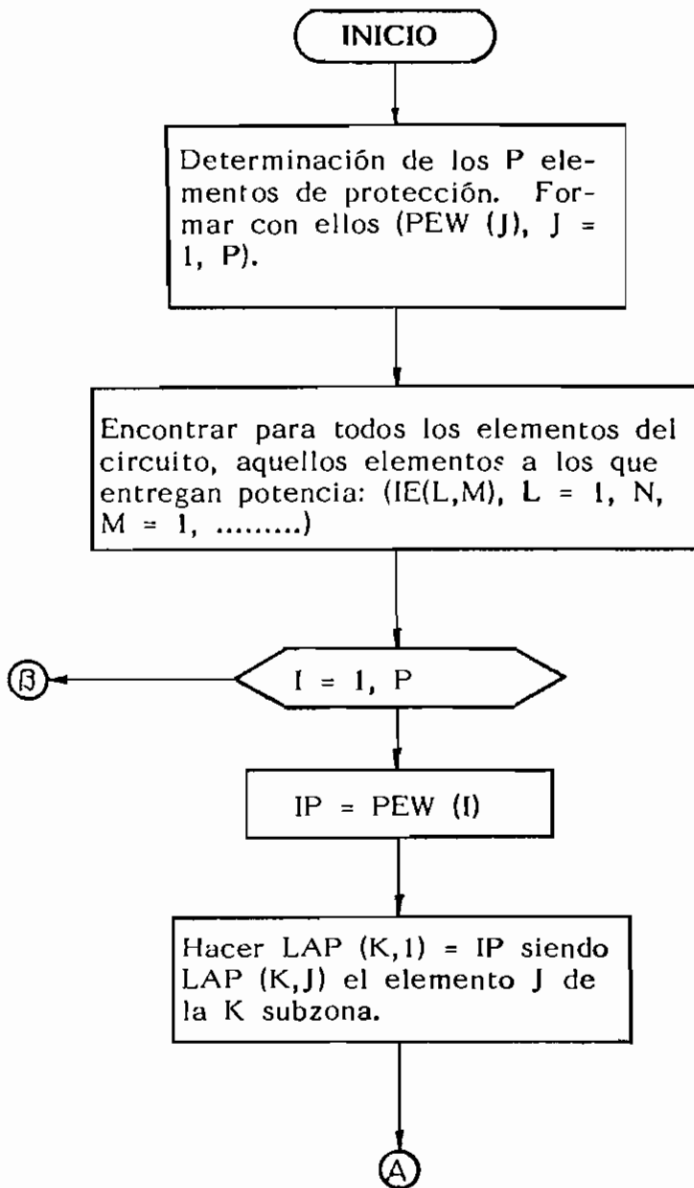 INICIO
Determinación de los P ele-
mentos de protección. For-
mar con ellos (PEW (J), J =
1, P).
Encontrar para todos los elementos del
circuito, aquellos elementos a los que
entregan potencia: (IE(L,M), L = 1, N,
M = 1, .........)
I = 1, P
B
IP = PEW (I)
Hacer LAP (K,1) = IP siendo
LAP (K,J) el elemento J de
la K subzona.
A